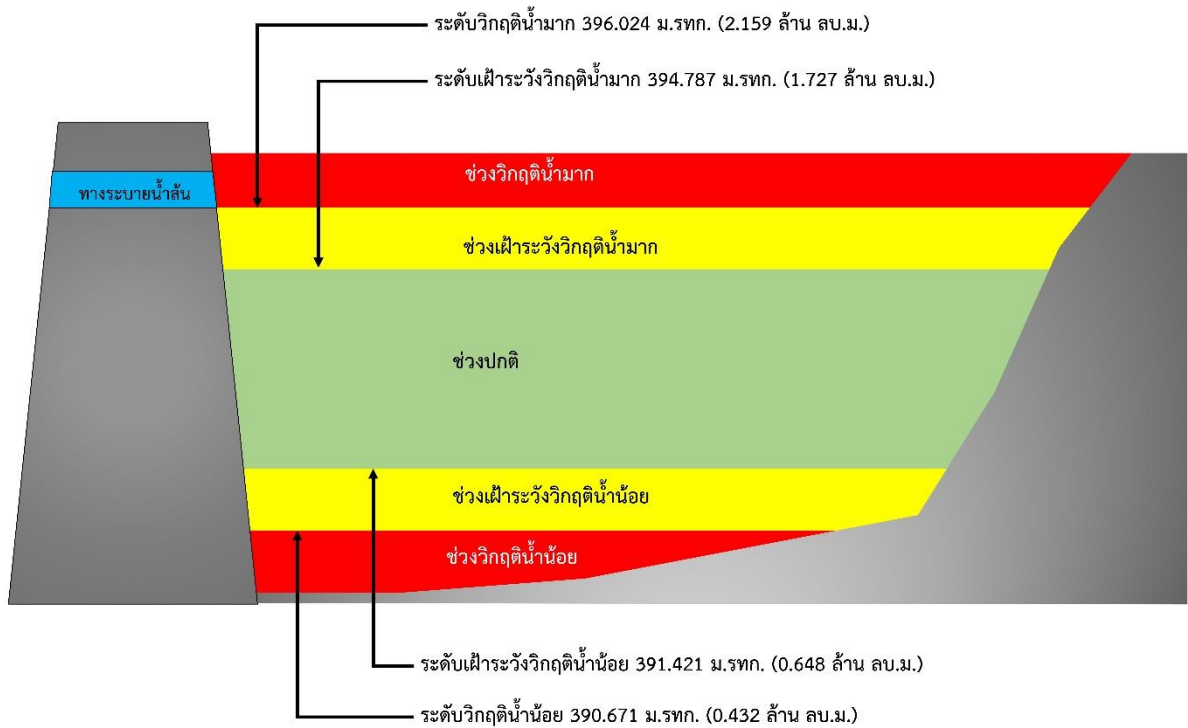 ระดับวิกฤติน้ำมาก 396.024 ม.รทก. (2.159 ล้าน ลบ.ม.)
ระดับเฝ้าระวังวิกฤติน้ำมาก 394.787 ม.รทก. (1.727 ล้าน ลบ.ม.)
ช่วงวิกฤติน้ำมาก
ทางระบายน้ำล้น
ช่วงเฝ้าระวังวิกฤติน้ำมาก
ช่วงปกติ
ช่วงเฝ้าระวังวิกฤติน้ำน้อย
ช่วงวิกฤติน้ำน้อย
ระดับเฝ้าระวังวิกฤติน้ำน้อย 391.421 ม.รทก. (0.648 ล้าน ลบ.ม.)
ระดับวิกฤติน้ำน้อย 390.671 ม.รทก. (0.432 ล้าน ลบ.ม.)